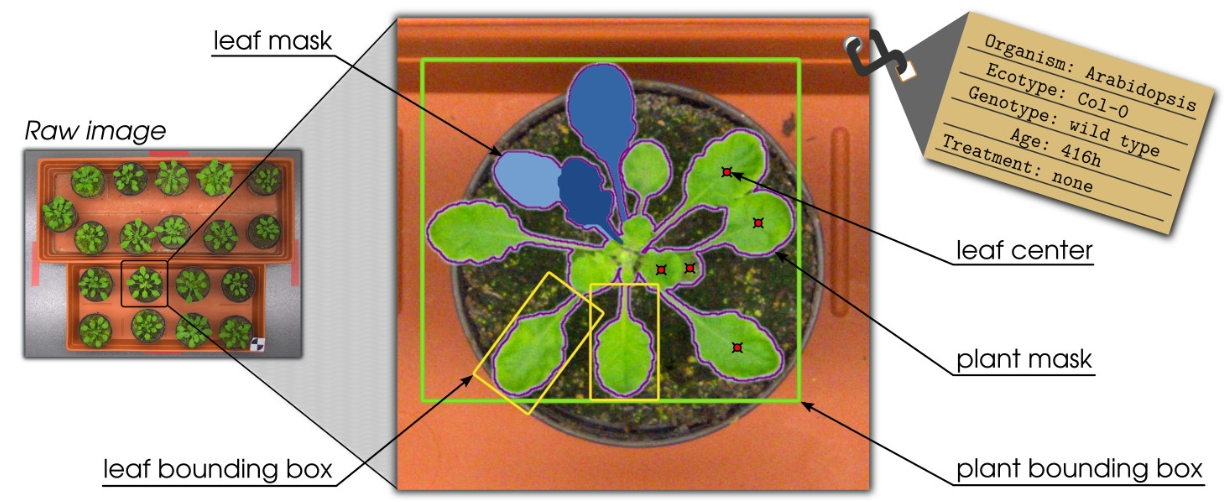 leaf mask
Raw image
Organism: Arabidopsis
Ecotype: Col-0
Genotype: wild type
Age: 416h
Treatment: none
leaf center
plant mask
leaf bounding box
plant bounding box